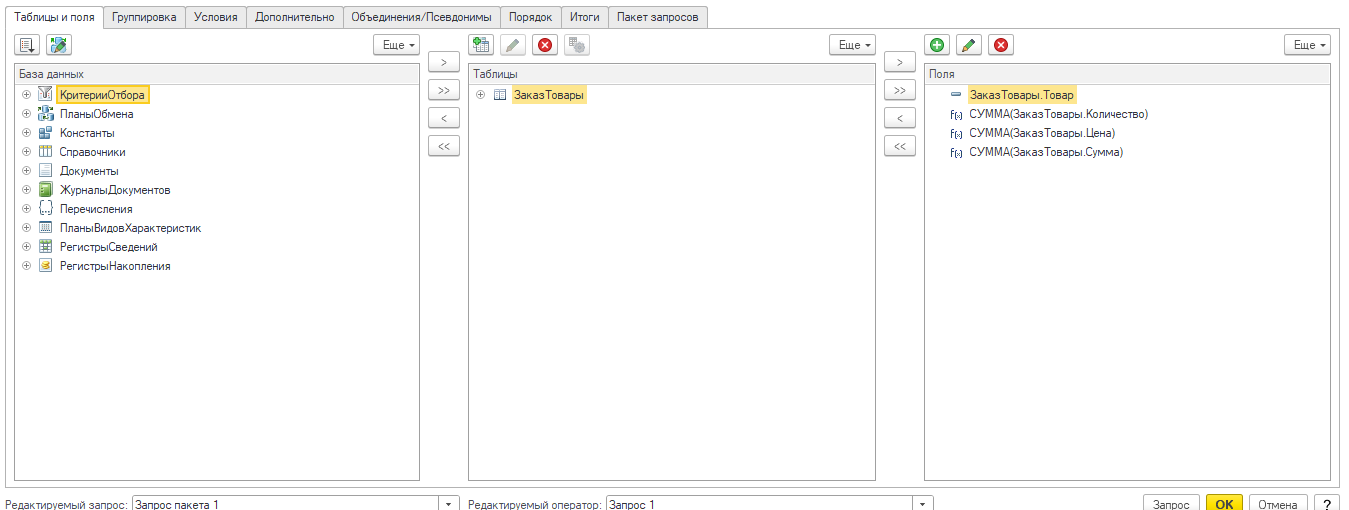 Таблицы и поля Группировка Условия Дополнительно Объединения/Псевдонимы Порядок Итоги Пакет запросов
Еще Еще Еще
База данных
КритерииОтбора
ПланыОбмена
Константы
Справочники
Документы
ЖурналыДокументов
Перечисления
ПланыВидовХарактеристик
РегистрыСведений
РегистрыНакопления
>
>>
<
<<
Таблицы
ЗаказТовары
>
>>
<
<<
Поля
ЗаказТовары.Товар
СУММА(ЗаказТовары.Количество)
СУММА(ЗаказТовары.Цена)
СУММА(ЗаказТовары.Сумма)
Редактируемый запрос: Запрос пакета 1 Редактируемый оператор: Запрос 1 Запрос OK Отмена ?